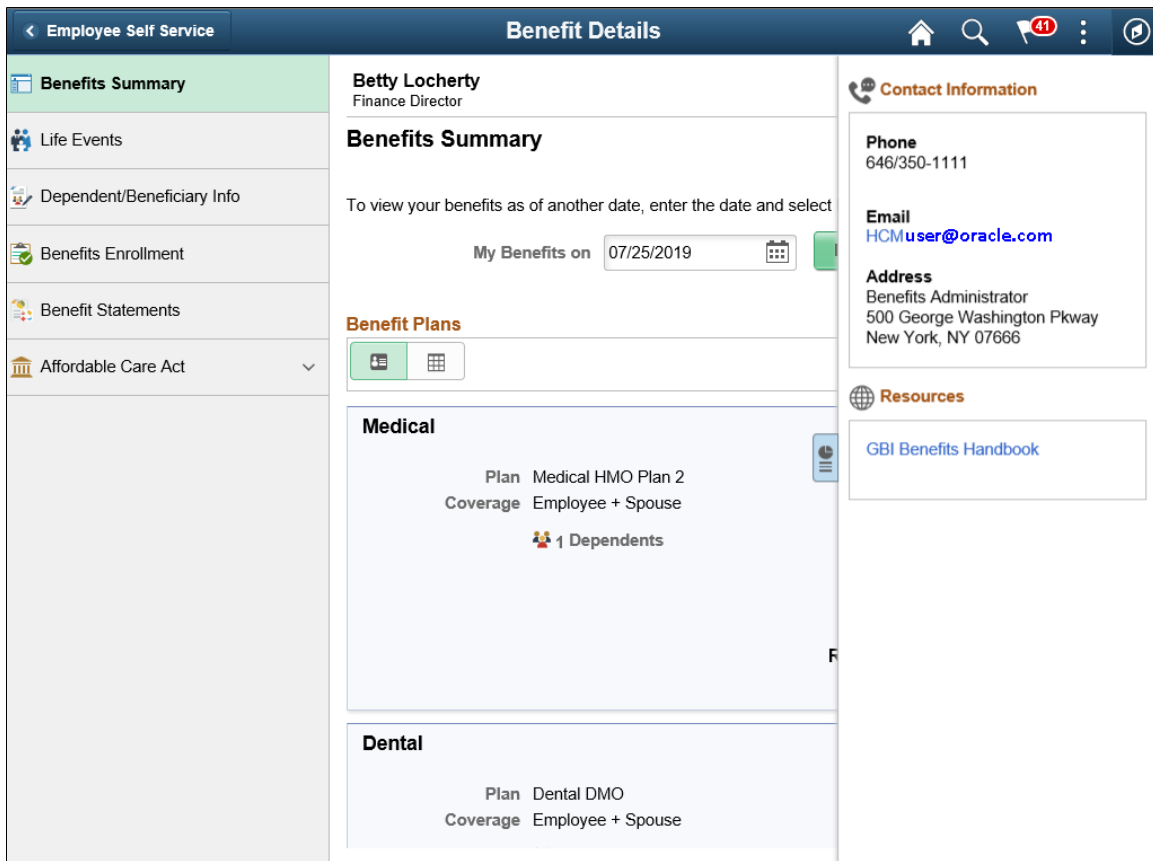 Employee Self Service
Benefit Details
41
Benefits Summary
Life Events
Dependent/Beneficiary Info
Benefits Enrollment
Benefit Statements
Affordable Care Act
Betty Locherty
Finance Director
Benefits Summary
To view your benefits as of another date, enter the date and select
My Benefits on 07/25/2019
Benefit Plans
Medical
Plan Medical HMO Plan 2
Coverage Employee + Spouse
1 Dependents
Dental
Plan Dental DMO
Coverage Employee + Spouse
Contact Information
Phone
646/350-1111
Email
HCMuser@oracle.com
Address
Benefits Administrator
500 George Washington Pkway
New York, NY 07666
Resources
GBI Benefits Handbook